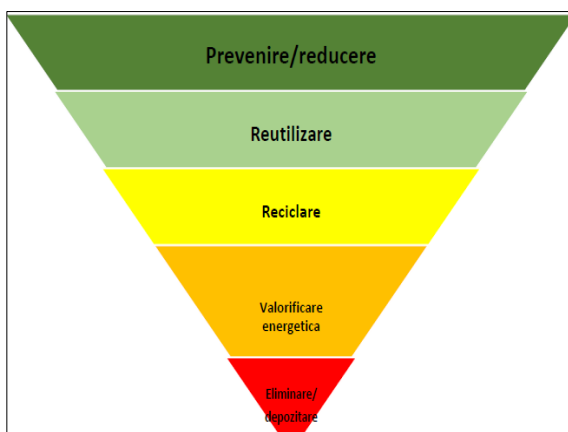 Prevenire/reducere
Reutilizare
Reciclare
Valorificare
energetica
Eliminare/
depozitare